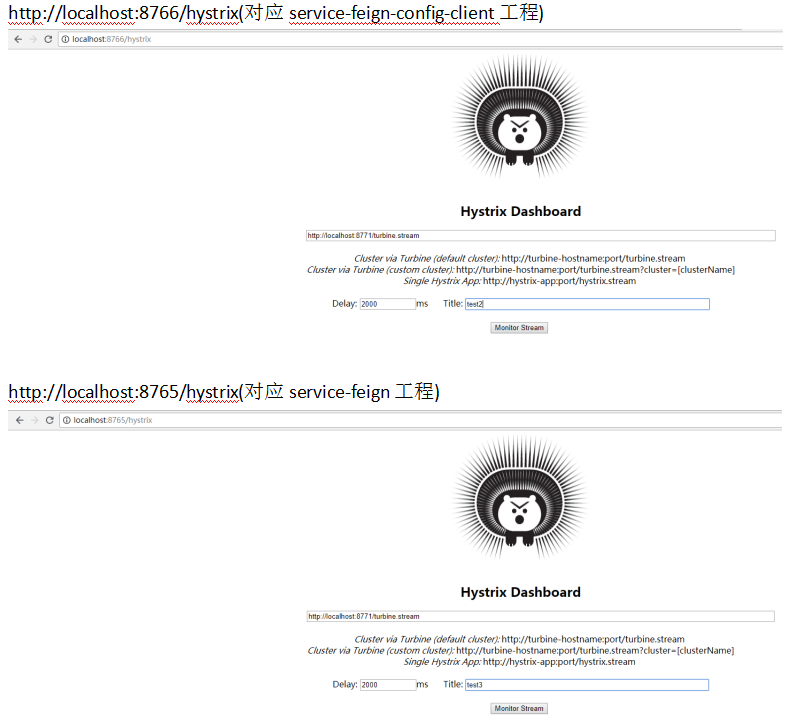 http://localhost:8766/hystrix(对应 service-feign-config-client 工程)
localhost:8766/hystrix
Hystrix Dashboard
http://localhost:8771/turbine.stream
Cluster via Turbine (default cluster): http://turbine-hostname:port/turbine.stream
Cluster via Turbine (custom cluster): http://turbine-hostname:port/turbine.stream?cluster=[clusterName]
Single Hystrix App: http://hystrix-app:port/hystrix.stream
Delay: 2000 ms Title: test2
Monitor Stream
http://localhost:8765/hystrix(对应 service-feign 工程)
localhost:8765/hystrix
Hystrix Dashboard
http://localhost:8771/turbine.stream
Cluster via Turbine (default cluster): http://turbine-hostname:port/turbine.stream
Cluster via Turbine (custom cluster): http://turbine-hostname:port/turbine.stream?cluster=[clusterName]
Single Hystrix App: http://hystrix-app:port/hystrix.stream
Delay: 2000 ms Title: test3
Monitor Stream